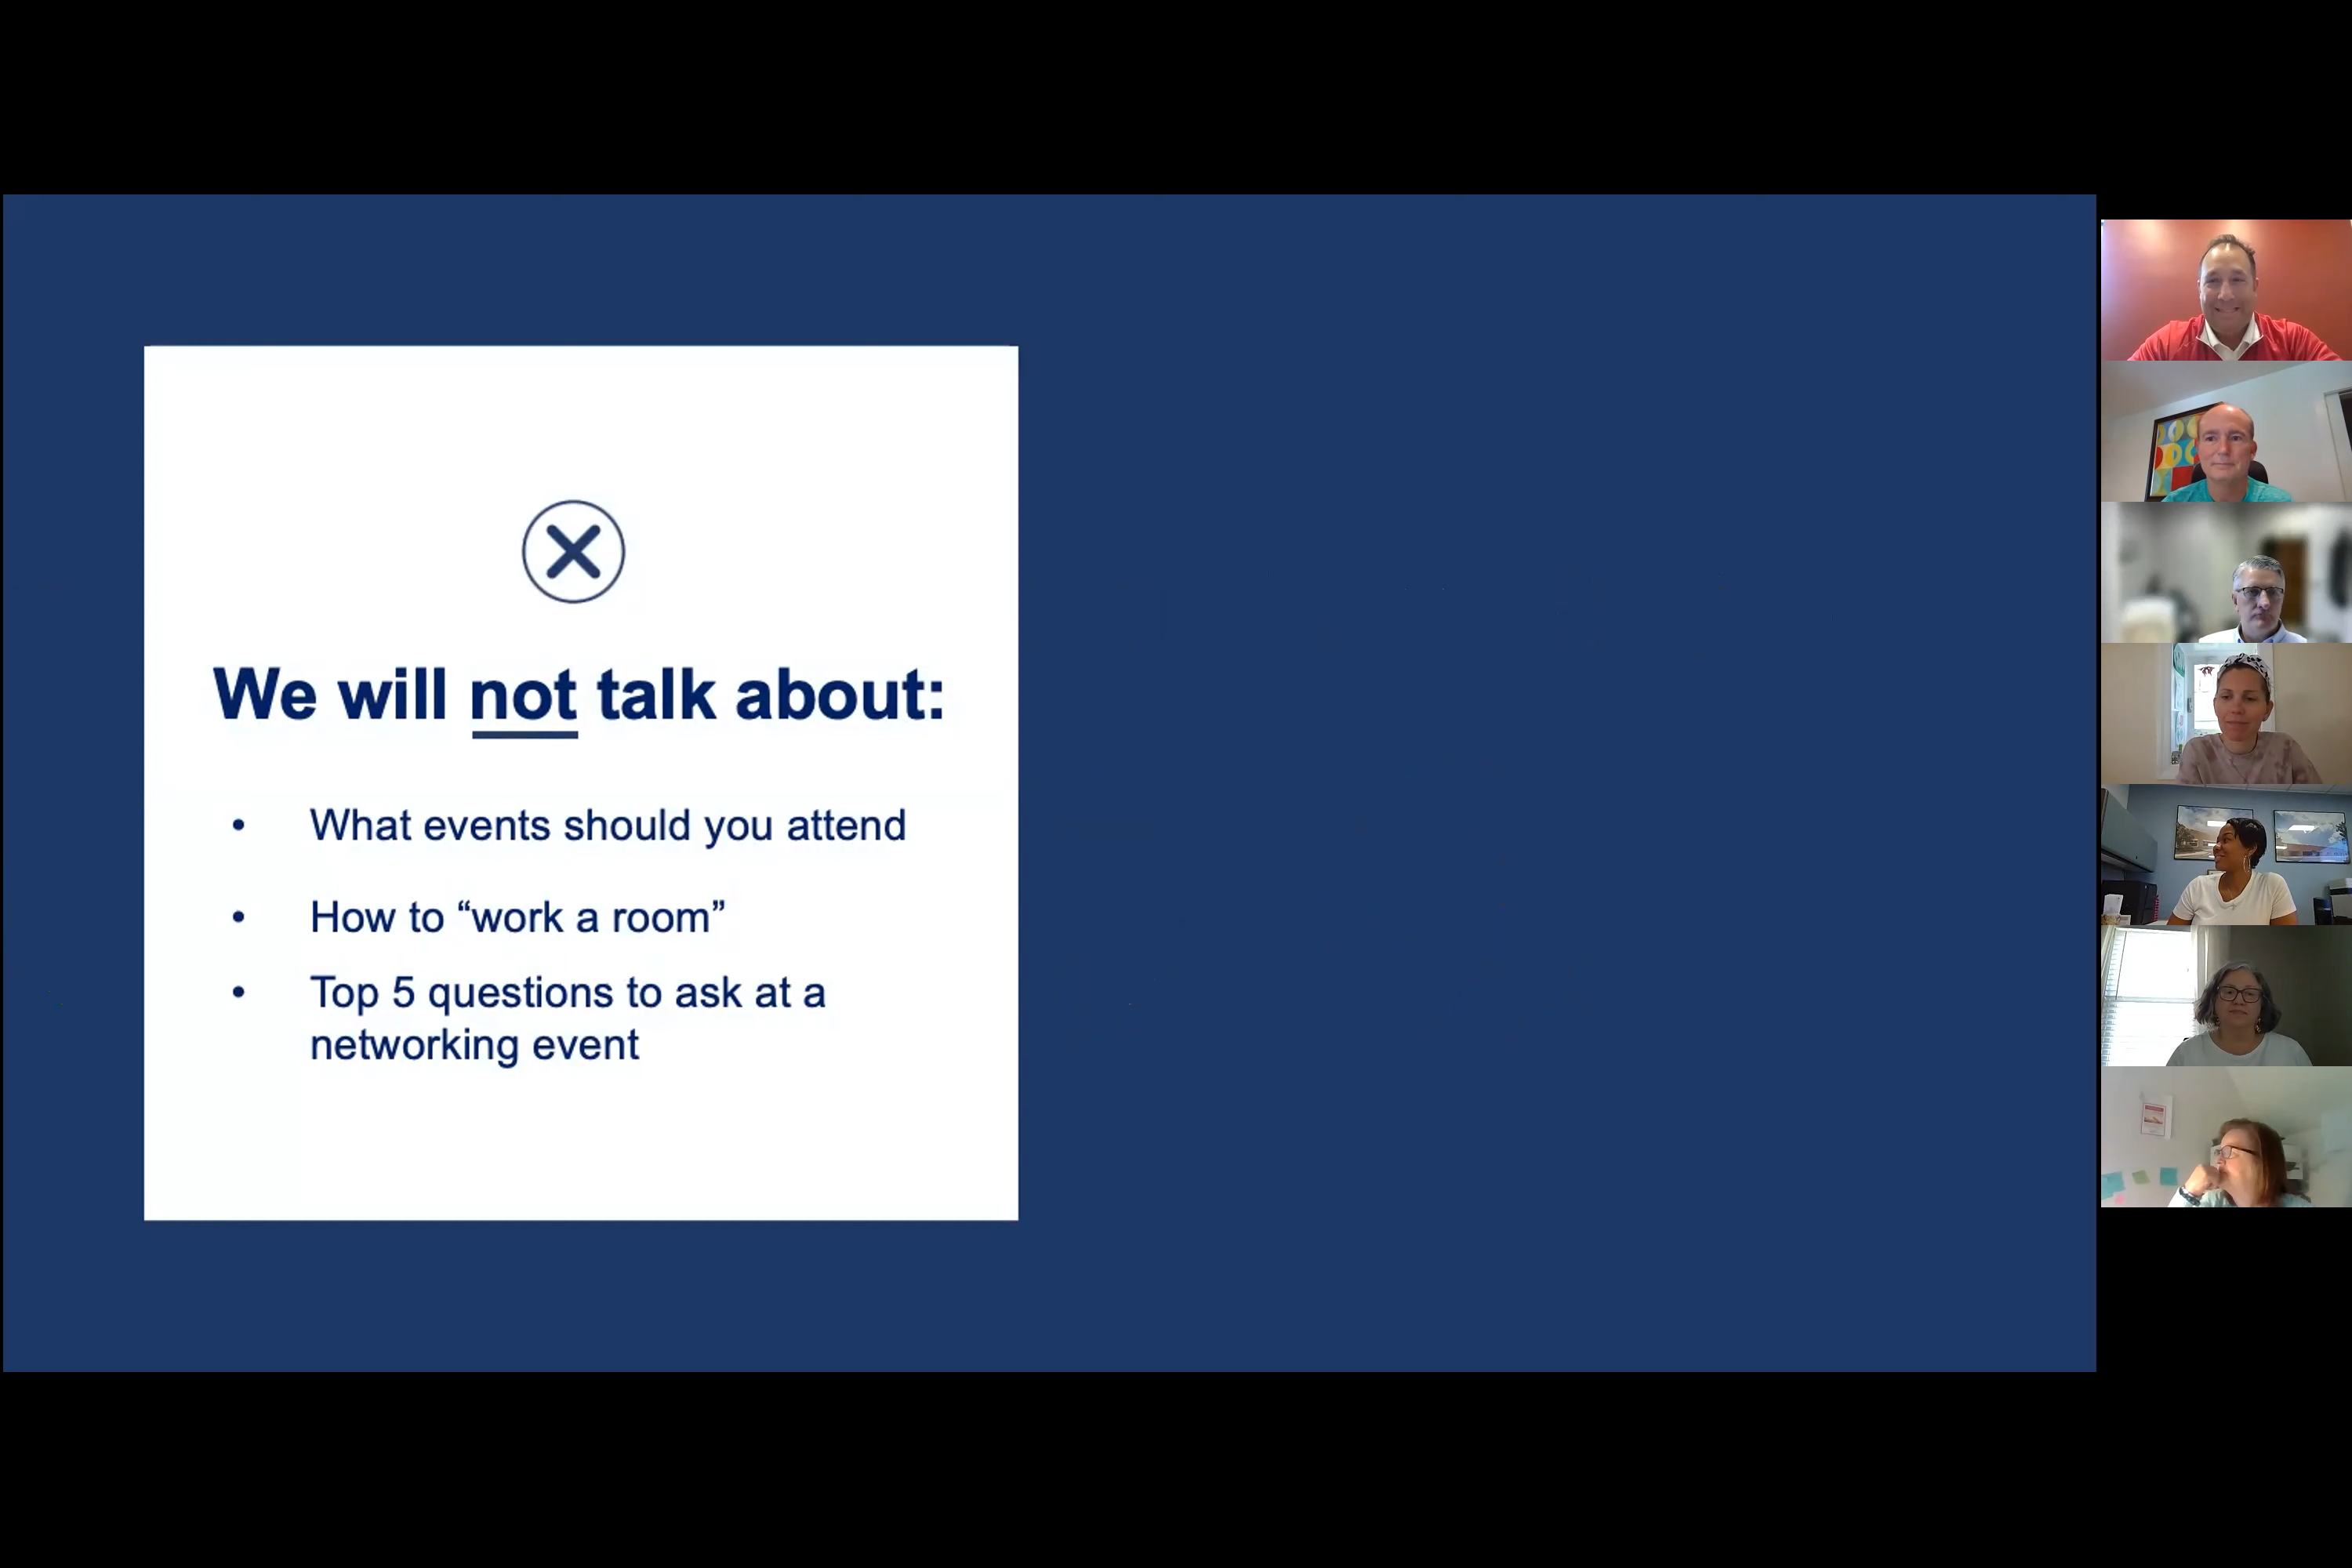 We will not talk about:
• What events should you attend
• How to “work a room”
• Top 5 questions to ask at a
networking event